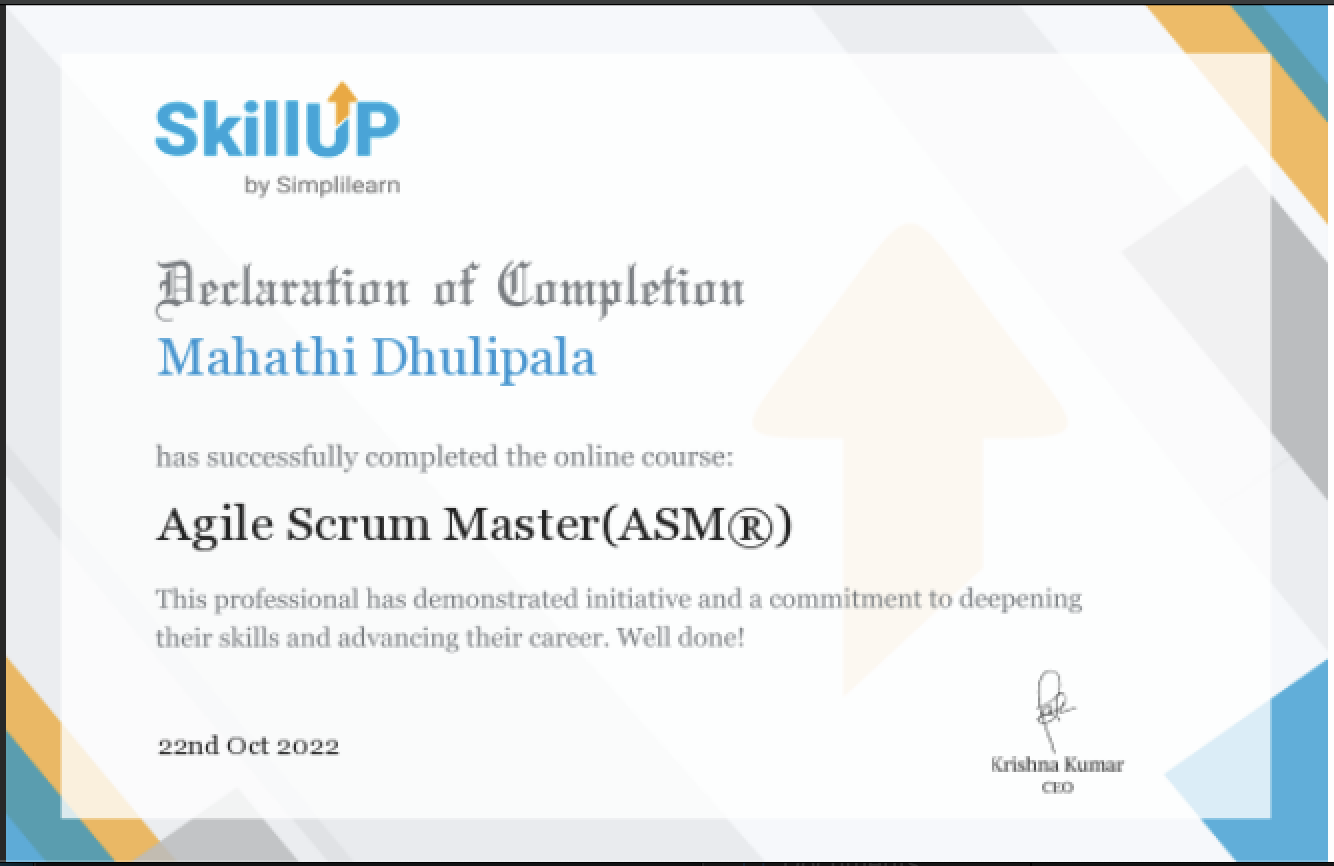 SkillUP
by Simplilearn
Declaration of Completion
Mahathi Dhulipala
has successfully completed the online course:
Agile Scrum Master(ASM®)
This professional has demonstrated initiative and a commitment to deepening
their skills and advancing their career. Well done!
22nd Oct 2022
Krishna Kumar
CEO